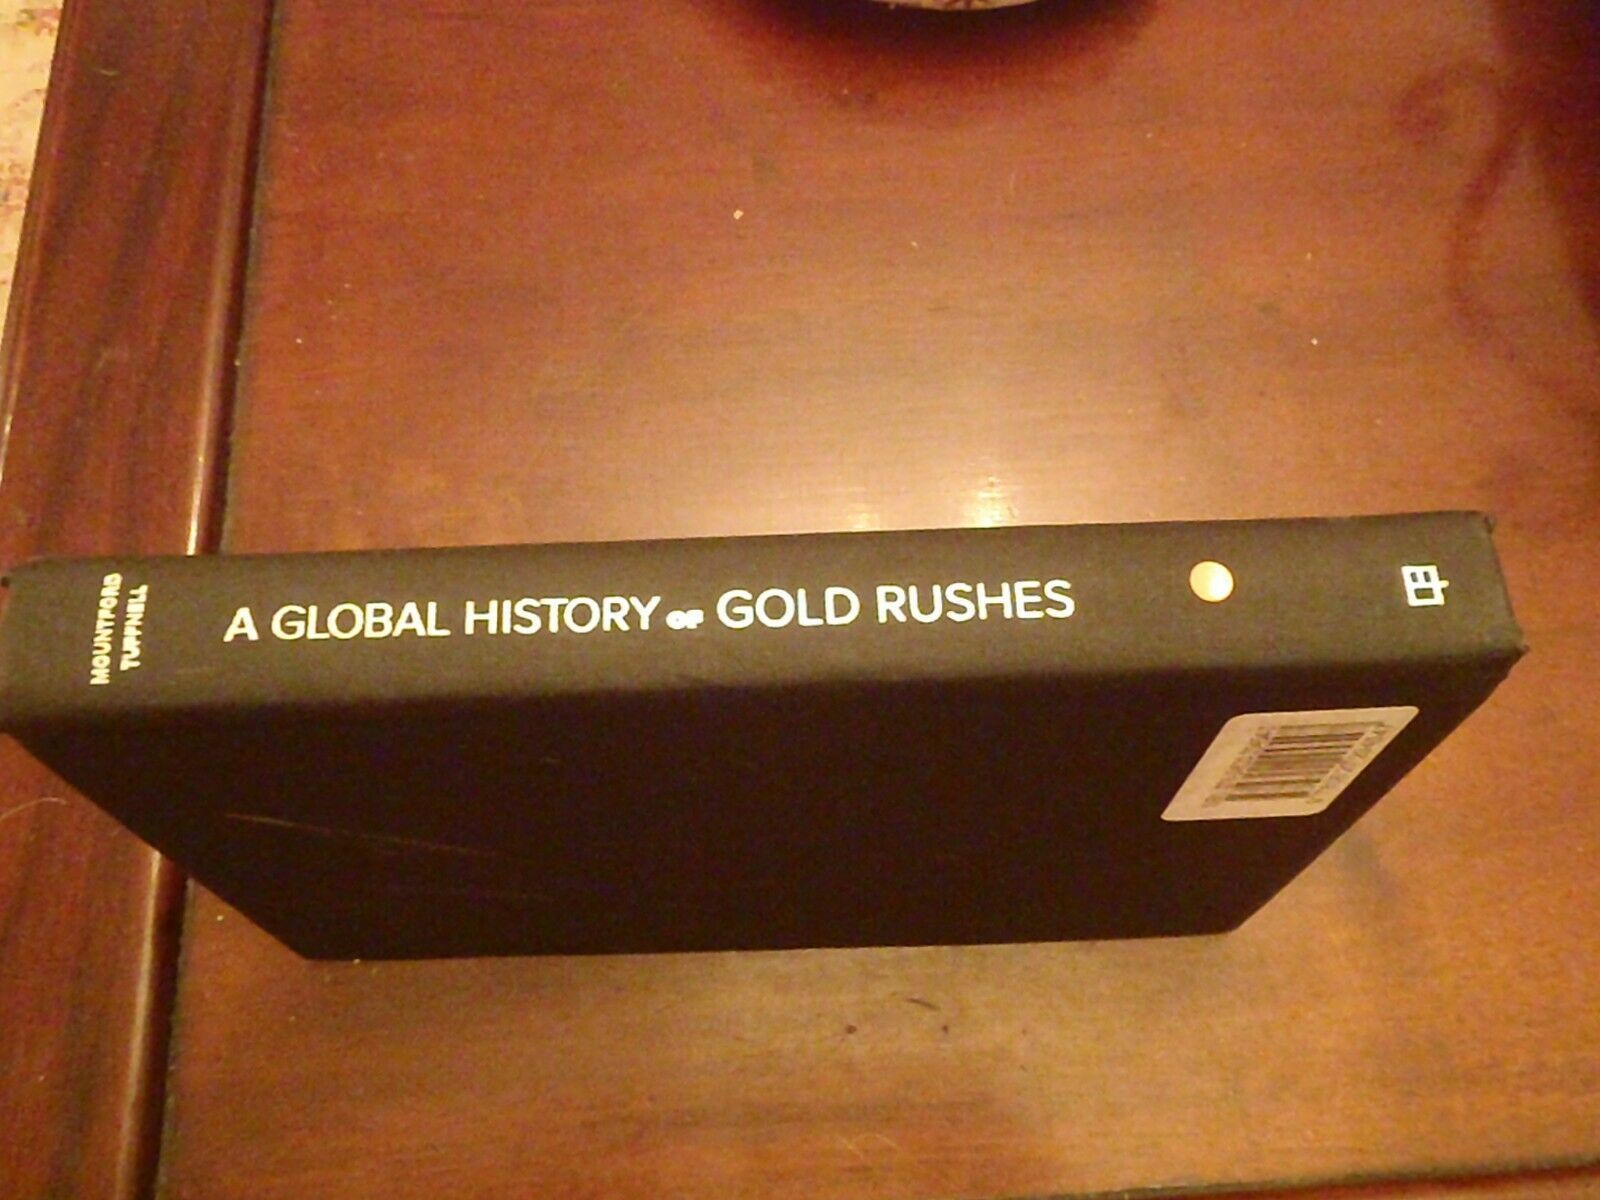 MOUNTFORD
TUFFNELL
A GLOBAL HISTORY OF GOLD RUSHES